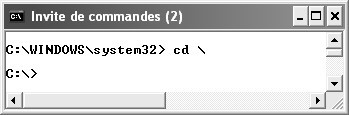 Invite de commandes (2)
C:\WINDOWS\system32> cd \
C:\>